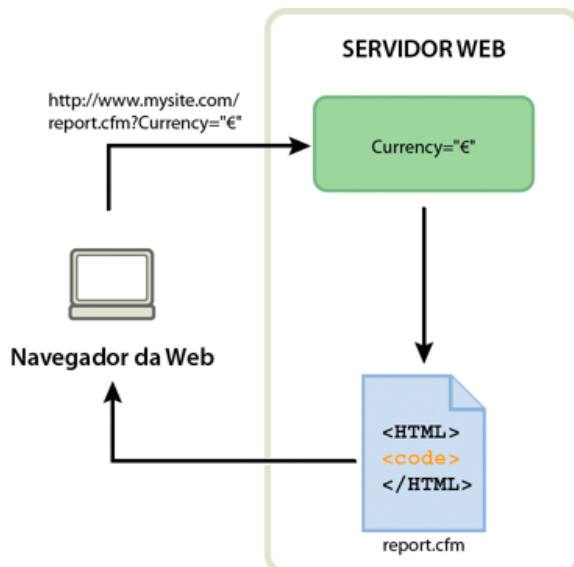 SERVIDOR WEB
http://www.mysite.com/
report.cfm?Currency="€"
Currency="€"
Navegador da Web
<HTML>
<code>
</HTML>
report.cfm